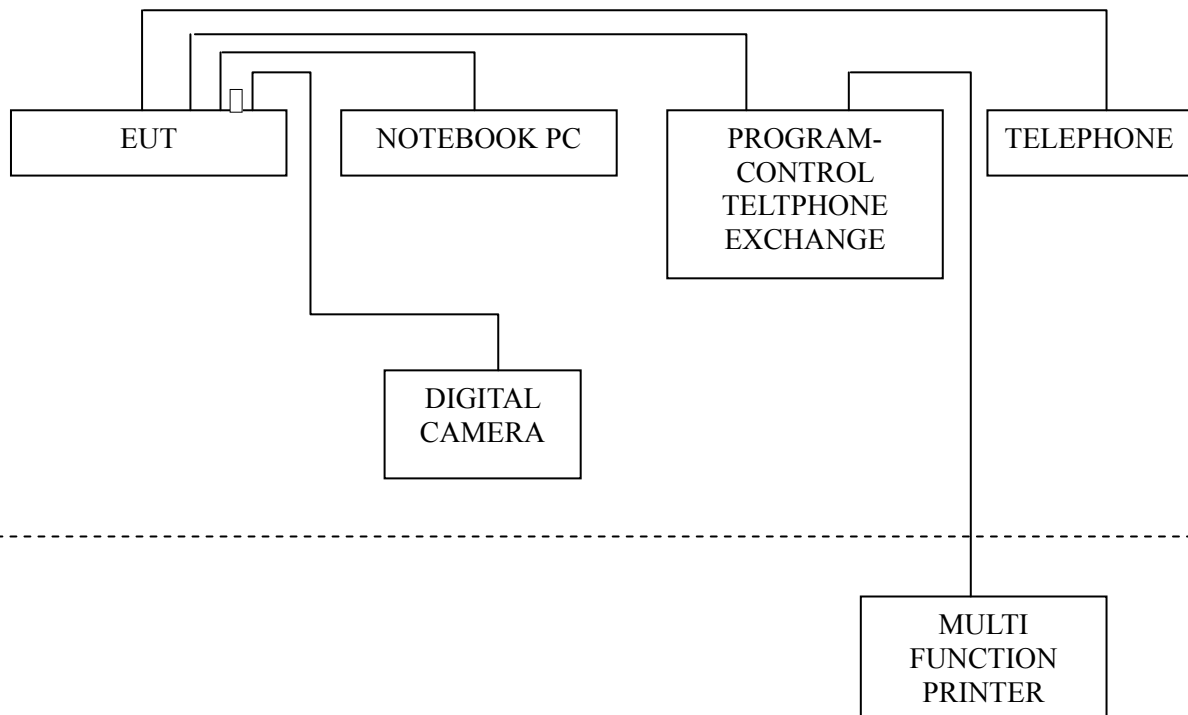 EUT
NOTEBOOK PC
PROGRAM-
CONTROL
TELTPHONE
EXCHANGE
TELEPHONE
DIGITAL
CAMERA
MULTI
FUNCTION
PRINTER